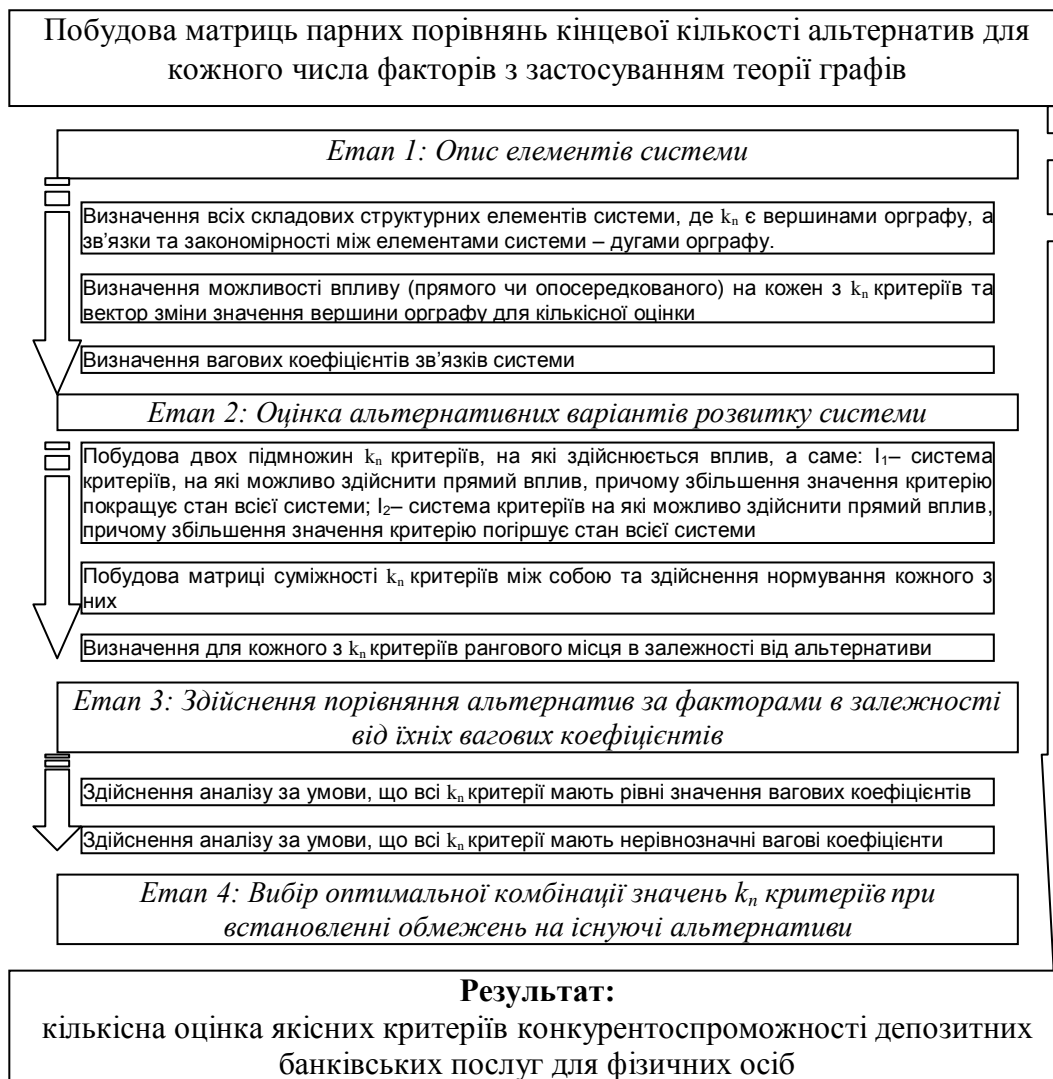 Побудова матриць парних порівнянь кінцевої кількості альтернатив для
кожного числа факторів з застосуванням теорії графів
Етап 1: Опис елементів системи
Визначення всіх складових структурних елементів системи, де kₙ є вершинами орграфу, а
зв’язки та закономірності між елементами системи – дугами орграфу.
Визначення можливості впливу (прямого чи опосередкованого) на кожен з kₙ критеріїв та
вектор зміни значення вершини орграфу для кількісної оцінки
Визначення вагових коефіцієнтів зв’язків системи
Етап 2: Оцінка альтернативних варіантів розвитку системи
Побудова двох підмножин kₙ критеріїв, на які здійснюється вплив, а саме: I₁– система
критеріїв, на які можливо здійснити прямий вплив, причому збільшення значення критерію
покращує стан всієї системи; I₂– система критеріїв на які можливо здійснити прямий вплив,
причому збільшення значення критерію погіршує стан всієї системи
Побудова матриці суміжності kₙ критеріїв між собою та здійснення нормування кожного з
них
Визначення для кожного з kₙ критеріїв рангового місця в залежності від альтернативи
Етап 3: Здійснення порівняння альтернатив за факторами в залежності
від їхніх вагових коефіцієнтів
Здійснення аналізу за умови, що всі kₙ критерії мають рівні значення вагових коефіцієнтів
Здійснення аналізу за умови, що всі kₙ критерії мають нерівнозначні вагові коефіцієнти
Етап 4: Вибір оптимальної комбінації значень kₙ критеріїв при
встановленні обмежень на існуючі альтернативи
Результат:
кількісна оцінка якісних критеріїв конкурентоспроможності депозитних
банківських послуг для фізичних осіб